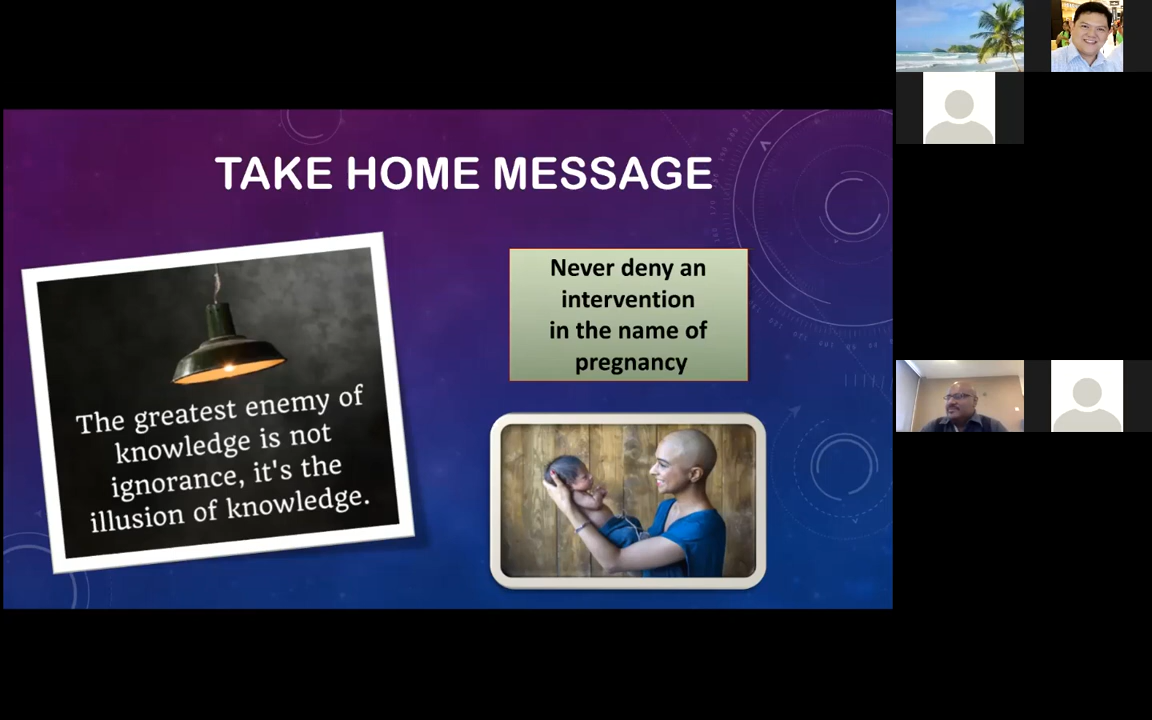 TAKE HOME MESSAGE
The greatest enemy of
knowledge is not
ignorance, it's the
illusion of knowledge.
Never deny an
intervention
in the name of
pregnancy